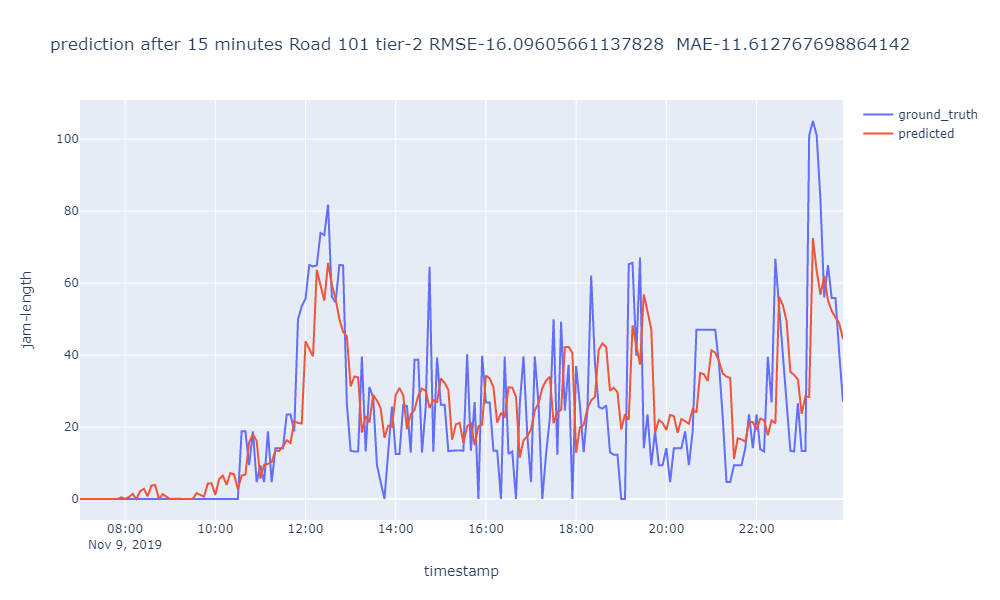 prediction after 15 minutes Road 101 tier-2 RMSE-16.09605661137828  MAE-11.612767698864142
ground_truth
predicted
100
80
60
40
20
0
jam-length
08:00 10:00 12:00 14:00 16:00 18:00 20:00 22:00
Nov 9, 2019
timestamp